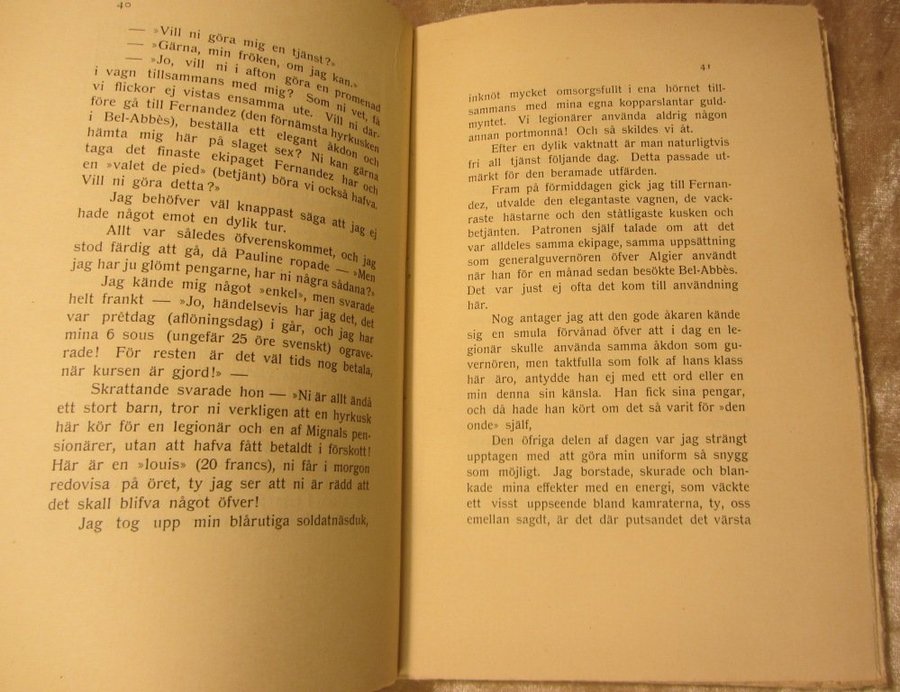 40
— »Vill ni göra mig en tjänst?»
— »Gärna, min fröken, om jag kan.»
— »Jo, vill ni i afton göra en promenad
i vagn tillsammans med mig? Som ni vet, få
vi flickor ej vistas ensamma ute. Vill ni där-
före gå till Fernandez (den förnämsta hyrkusken
i Bel-Abbès), beställa ett elegant åkdon och
hämta mig här på slaget sex? Ni kan gärna
taga det finaste ekipaget Fernandez har och
en »valet de pied» (betjänt) böra vi också hafva.
Vill ni göra detta?»
Jag behöfver väl knappast säga att jag ej
hade något emot en dylik tur.
Allt var således öfverenskommet, och jag
stod färdig att gå, då Pauline ropade — »Men
jag har ju glömt pengarne, har ni några sådana?»
Jag kände mig något »enkel», men svarade
helt frankt — »Jo, händelsevis har jag det, det
var prêtdag (aflöningsdag) i går, och jag har
mina 6 sous (ungefär 25 öre svenskt) ograve-
rade! För resten är det väl tids nog betala,
när kursen är gjord!» —
Skrattande svarade hon — »Ni är allt ändå
ett stort barn, tror ni verkligen att en hyrkusk
här kör för en legionär och en af Mignals pen-
sionärer, utan att hafva fått betaldt i förskott!
Här är en »louis» (20 francs), ni får i morgon
redovisa på öret, ty jag ser att ni är rädd att
det skall blifva något öfver!
Jag tog upp min blårutiga soldatnäsduk,
41
inknöt mycket omsorgsfullt i ena hörnet till-
sammans med mina egna kopparslantar guld-
myntet. Vi legionärer använda aldrig någon
annan portmonnä! Och så skildes vi åt.
Efter en dylik vaktnatt är man naturligtvis
fri all tjänst följande dag. Detta passade ut-
märkt för den beramade utfärden.
Fram på förmiddagen gick jag till Fernan-
dez, utvalde den elegantaste vagnen, de vack-
raste hästarne och den ståtligaste kusken och
betjänten. Patronen själf talade om att det
var alldeles samma ekipage, samma uppsättning
som generalguvernören öfver Algier användt
när han för en månad sedan besökte Bel-Abbès.
Det var just ej ofta det kom till användning
här.
Nog antager jag att den gode åkaren kände
sig en smula förvånad öfver att i dag en le-
gionär skulle använda samma åkdon som gu-
vernören, men taktfulla som folk af hans klass
här äro, antydde han ej med ett ord eller en
min denna sin känsla. Han fick sina pengar,
och då hade han kört om det så varit för »den
onde» själf,
Den öfriga delen af dagen var jag strängt
upptagen med att göra min uniform så snygg
som möjligt. Jag borstade, skurade och blan-
kade mina effekter med en energi, som väckte
ett visst uppseende bland kamraterna, ty, oss
emellan sagdt, är det där putsandet det värsta